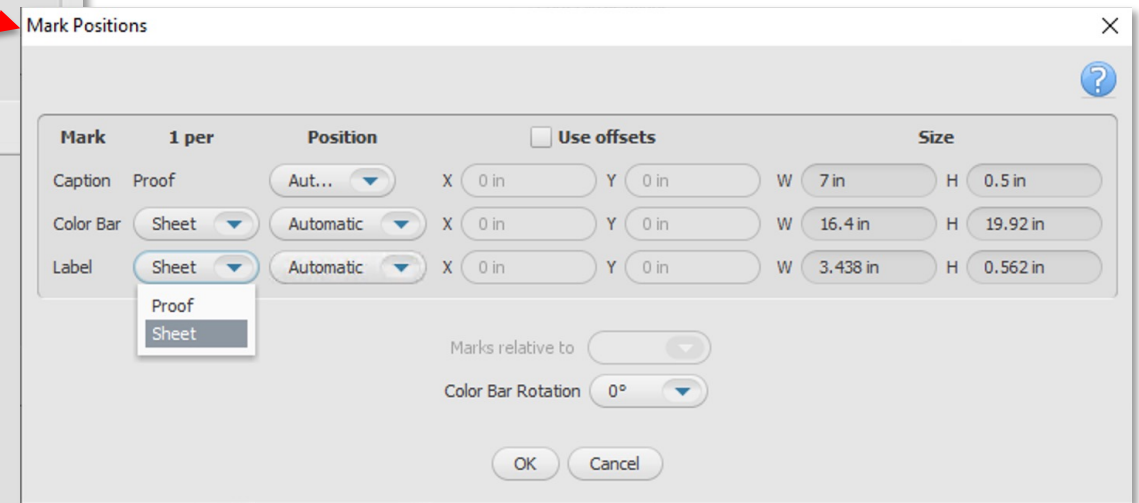 Mark Positions
?
Mark 1 per Position Use offsets Size
Caption Proof Aut... X 0 in Y 0 in W 7 in H 0.5 in
Color Bar Sheet Automatic X 0 in Y 0 in W 16.4 in H 19.92 in
Label Sheet Automatic X 0 in Y 0 in W 3.438 in H 0.562 in
Proof
Sheet
Marks relative to
Color Bar Rotation 0°
OK Cancel